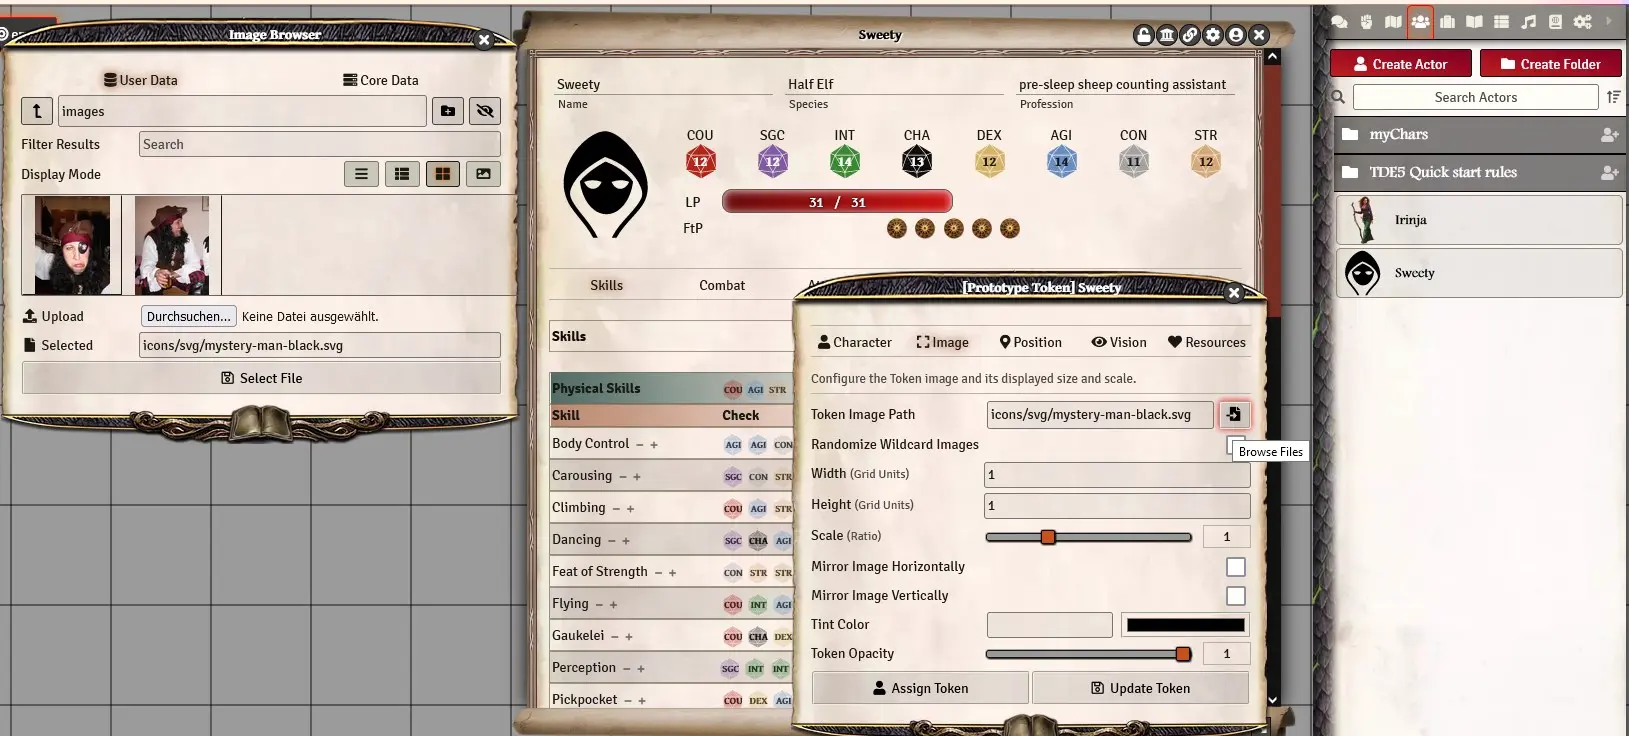 Image Browser
User Data
Core Data
images
Filter Results
Search
Display Mode
Upload
Durchsuchen...
Keine Datei ausgewählt.
Selected
icons/svg/mystery-man-black.svg
Select File
Sweety
Sweety
Half Elf
pre-sleep sheep counting assistant
Name
Species
Profession
COU SGC INT CHA DEX AGI CON STR
12 12 14 13 12 14 11 12
LP
31 / 31
FtP
Skills
Combat
Skills
Physical Skills
COU AGI STR
Skill
Check
Body Control − +
AGI AGI CON
Carousing − +
SGC CON STR
Climbing − +
COU AGI STR
Dancing − +
SGC CHA AGI
Feat of Strength − +
CON STR STR
Flying − +
COU INT AGI
Gaukelei − +
COU CHA DEX
Perception − +
SGC INT INT
Pickpocket − +
COU DEX AGI
[Prototype Token] Sweety
Character
Image
Position
Vision
Resources
Configure the Token image and its displayed size and scale.
Token Image Path
icons/svg/mystery-man-black.svg
Randomize Wildcard Images
Browse Files
Width (Grid Units)
1
Height (Grid Units)
1
Scale (Ratio)
1
Mirror Image Horizontally
Mirror Image Vertically
Tint Color
Token Opacity
1
Assign Token
Update Token
Create Actor
Create Folder
Search Actors
myChars
TDE5 Quick start rules
Irinja
Sweety